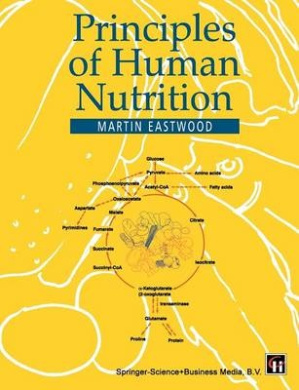 Principles
of Human
Nutrition
MARTIN EASTWOOD
Glucose
Pyruvate
Amino acids
Phosphoenolpyruvate
Acetyl-CoA
Fatty acids
Oxaloacetate
Aspartate
Malate
Citrate
Pyrimidines
Fumarate
Succinate
Isocitrate
Succinyl-CoA
α-Ketoglutarate
(2-oxoglutarate
transaminase
Glutamate
Proline
Protein
Springer-Science+Business Media, B.V.